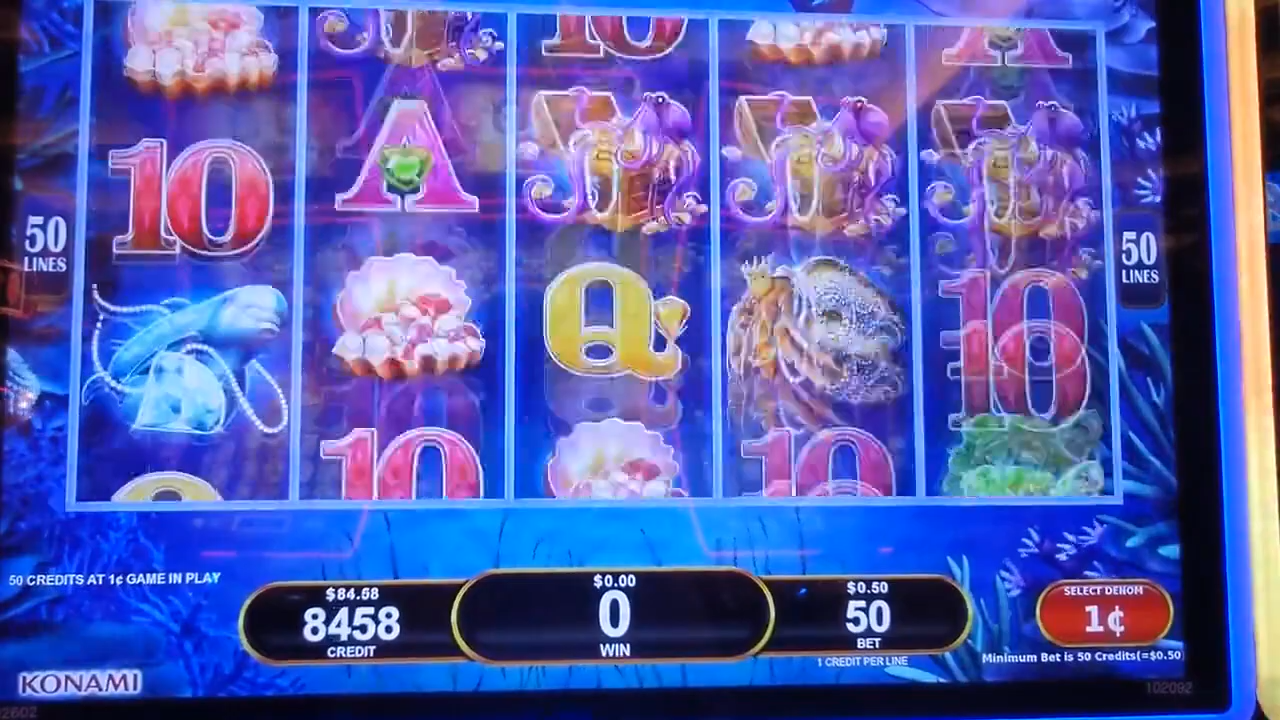 10
A
10
A
50
LINES
50
LINES
Q
10
10
10
50 CREDITS AT 1¢ GAME IN PLAY
$84.58
8458
CREDIT
$0.00
0
WIN
$0.50
50
BET
1 CREDIT PER LINE
SELECT DENOM
1¢
Minimum Bet is 50 Credits(=$0.50)
KONAMI
102092